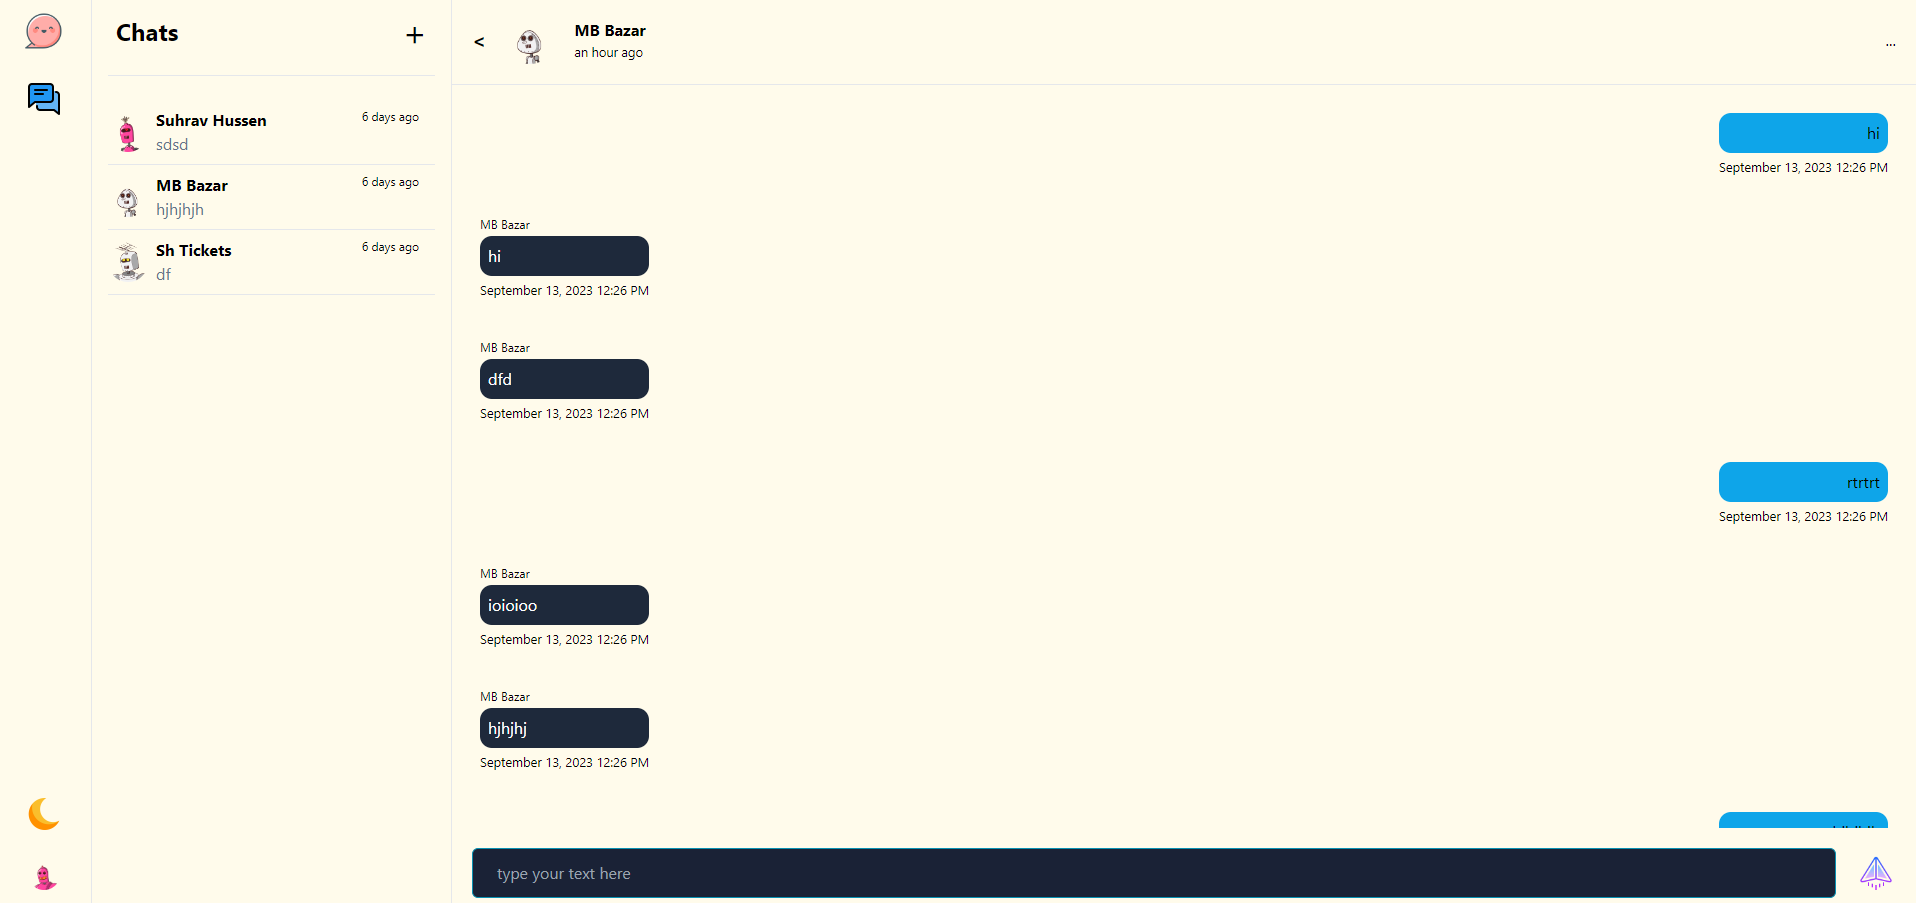 Chats
+
Suhrav Hussen
6 days ago
sdsd
MB Bazar
6 days ago
hjhjhjh
Sh Tickets
6 days ago
df
<
MB Bazar
an hour ago
...
hi
September 13, 2023 12:26 PM
MB Bazar
hi
September 13, 2023 12:26 PM
MB Bazar
dfd
September 13, 2023 12:26 PM
rtrtrt
September 13, 2023 12:26 PM
MB Bazar
ioioioo
September 13, 2023 12:26 PM
MB Bazar
hjhjhj
September 13, 2023 12:26 PM
type your text here